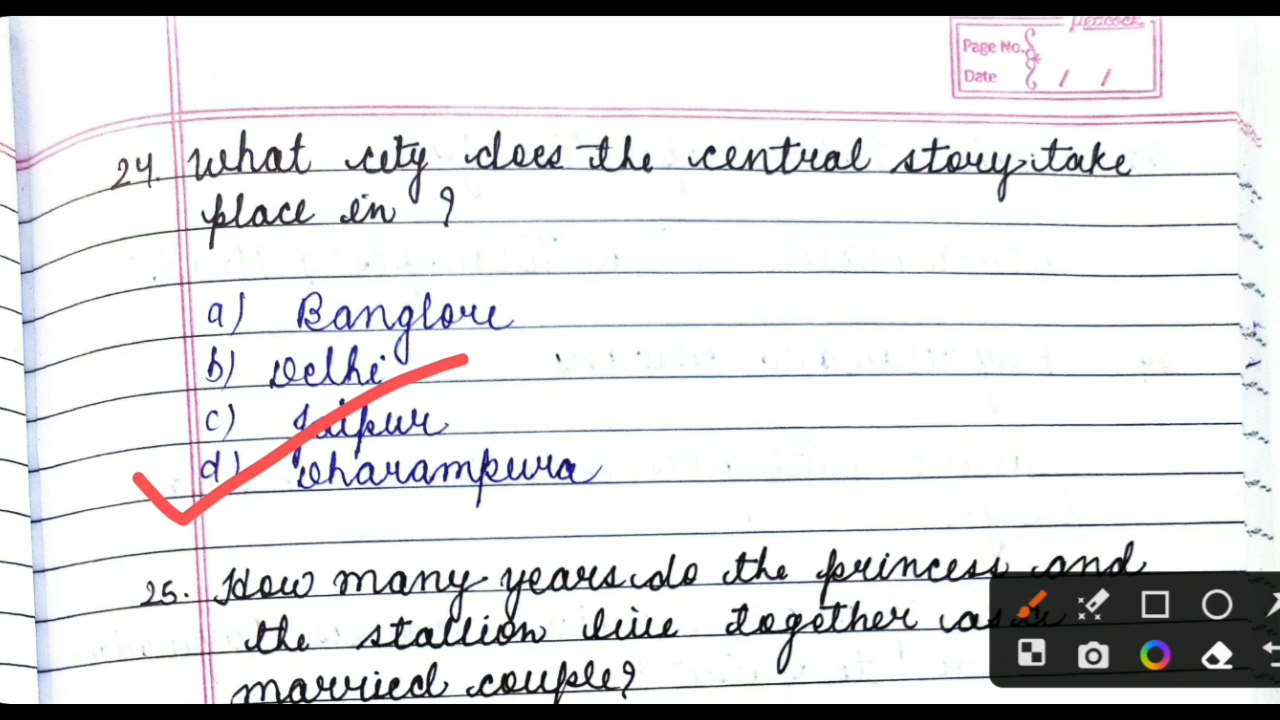 Peacock
Page No.
Date / /
24. What city does the central story take
place in ?
a) Banglore
b) Delhi
c) Jaipur
d) Dharampura
25. How many years do the princess and
the stallion live together as a
married couple?